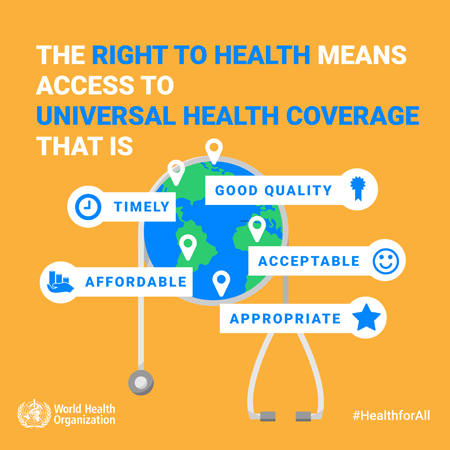 THE RIGHT TO HEALTH MEANS
ACCESS TO
UNIVERSAL HEALTH COVERAGE
THAT IS
GOOD QUALITY
TIMELY
ACCEPTABLE
AFFORDABLE
APPROPRIATE
World Health
Organization
#HealthforAll